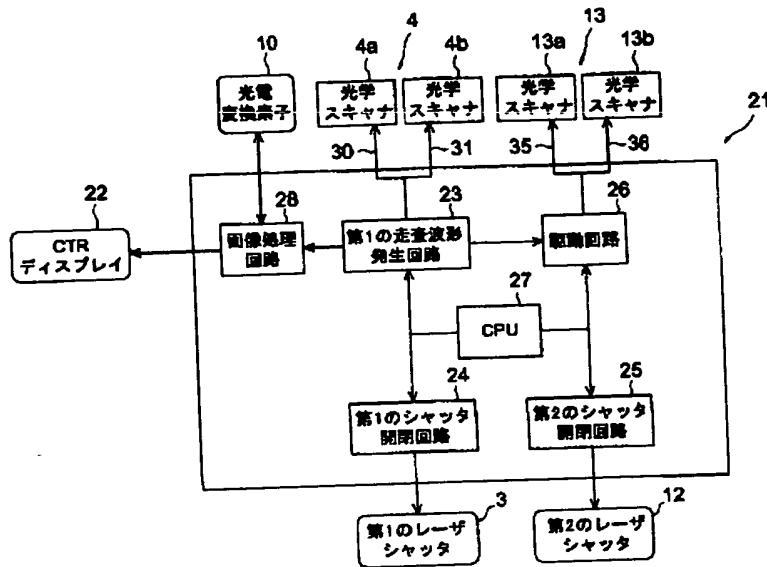 4
13
10
4a
4b
13a
13b
光電
変換素子
光学
スキャナ
光学
スキャナ
光学
スキャナ
光学
スキャナ
21
30
31
35
36
22
28
23
26
CTR
ディスプレイ
画像処理
回路
第1の走査波形
発生回路
駆動回路
27
CPU
24
25
第1のシャッタ
開閉回路
第2のシャッタ
開閉回路
3
12
第1のレーザ
シャッタ
第2のレーザ
シャッタ